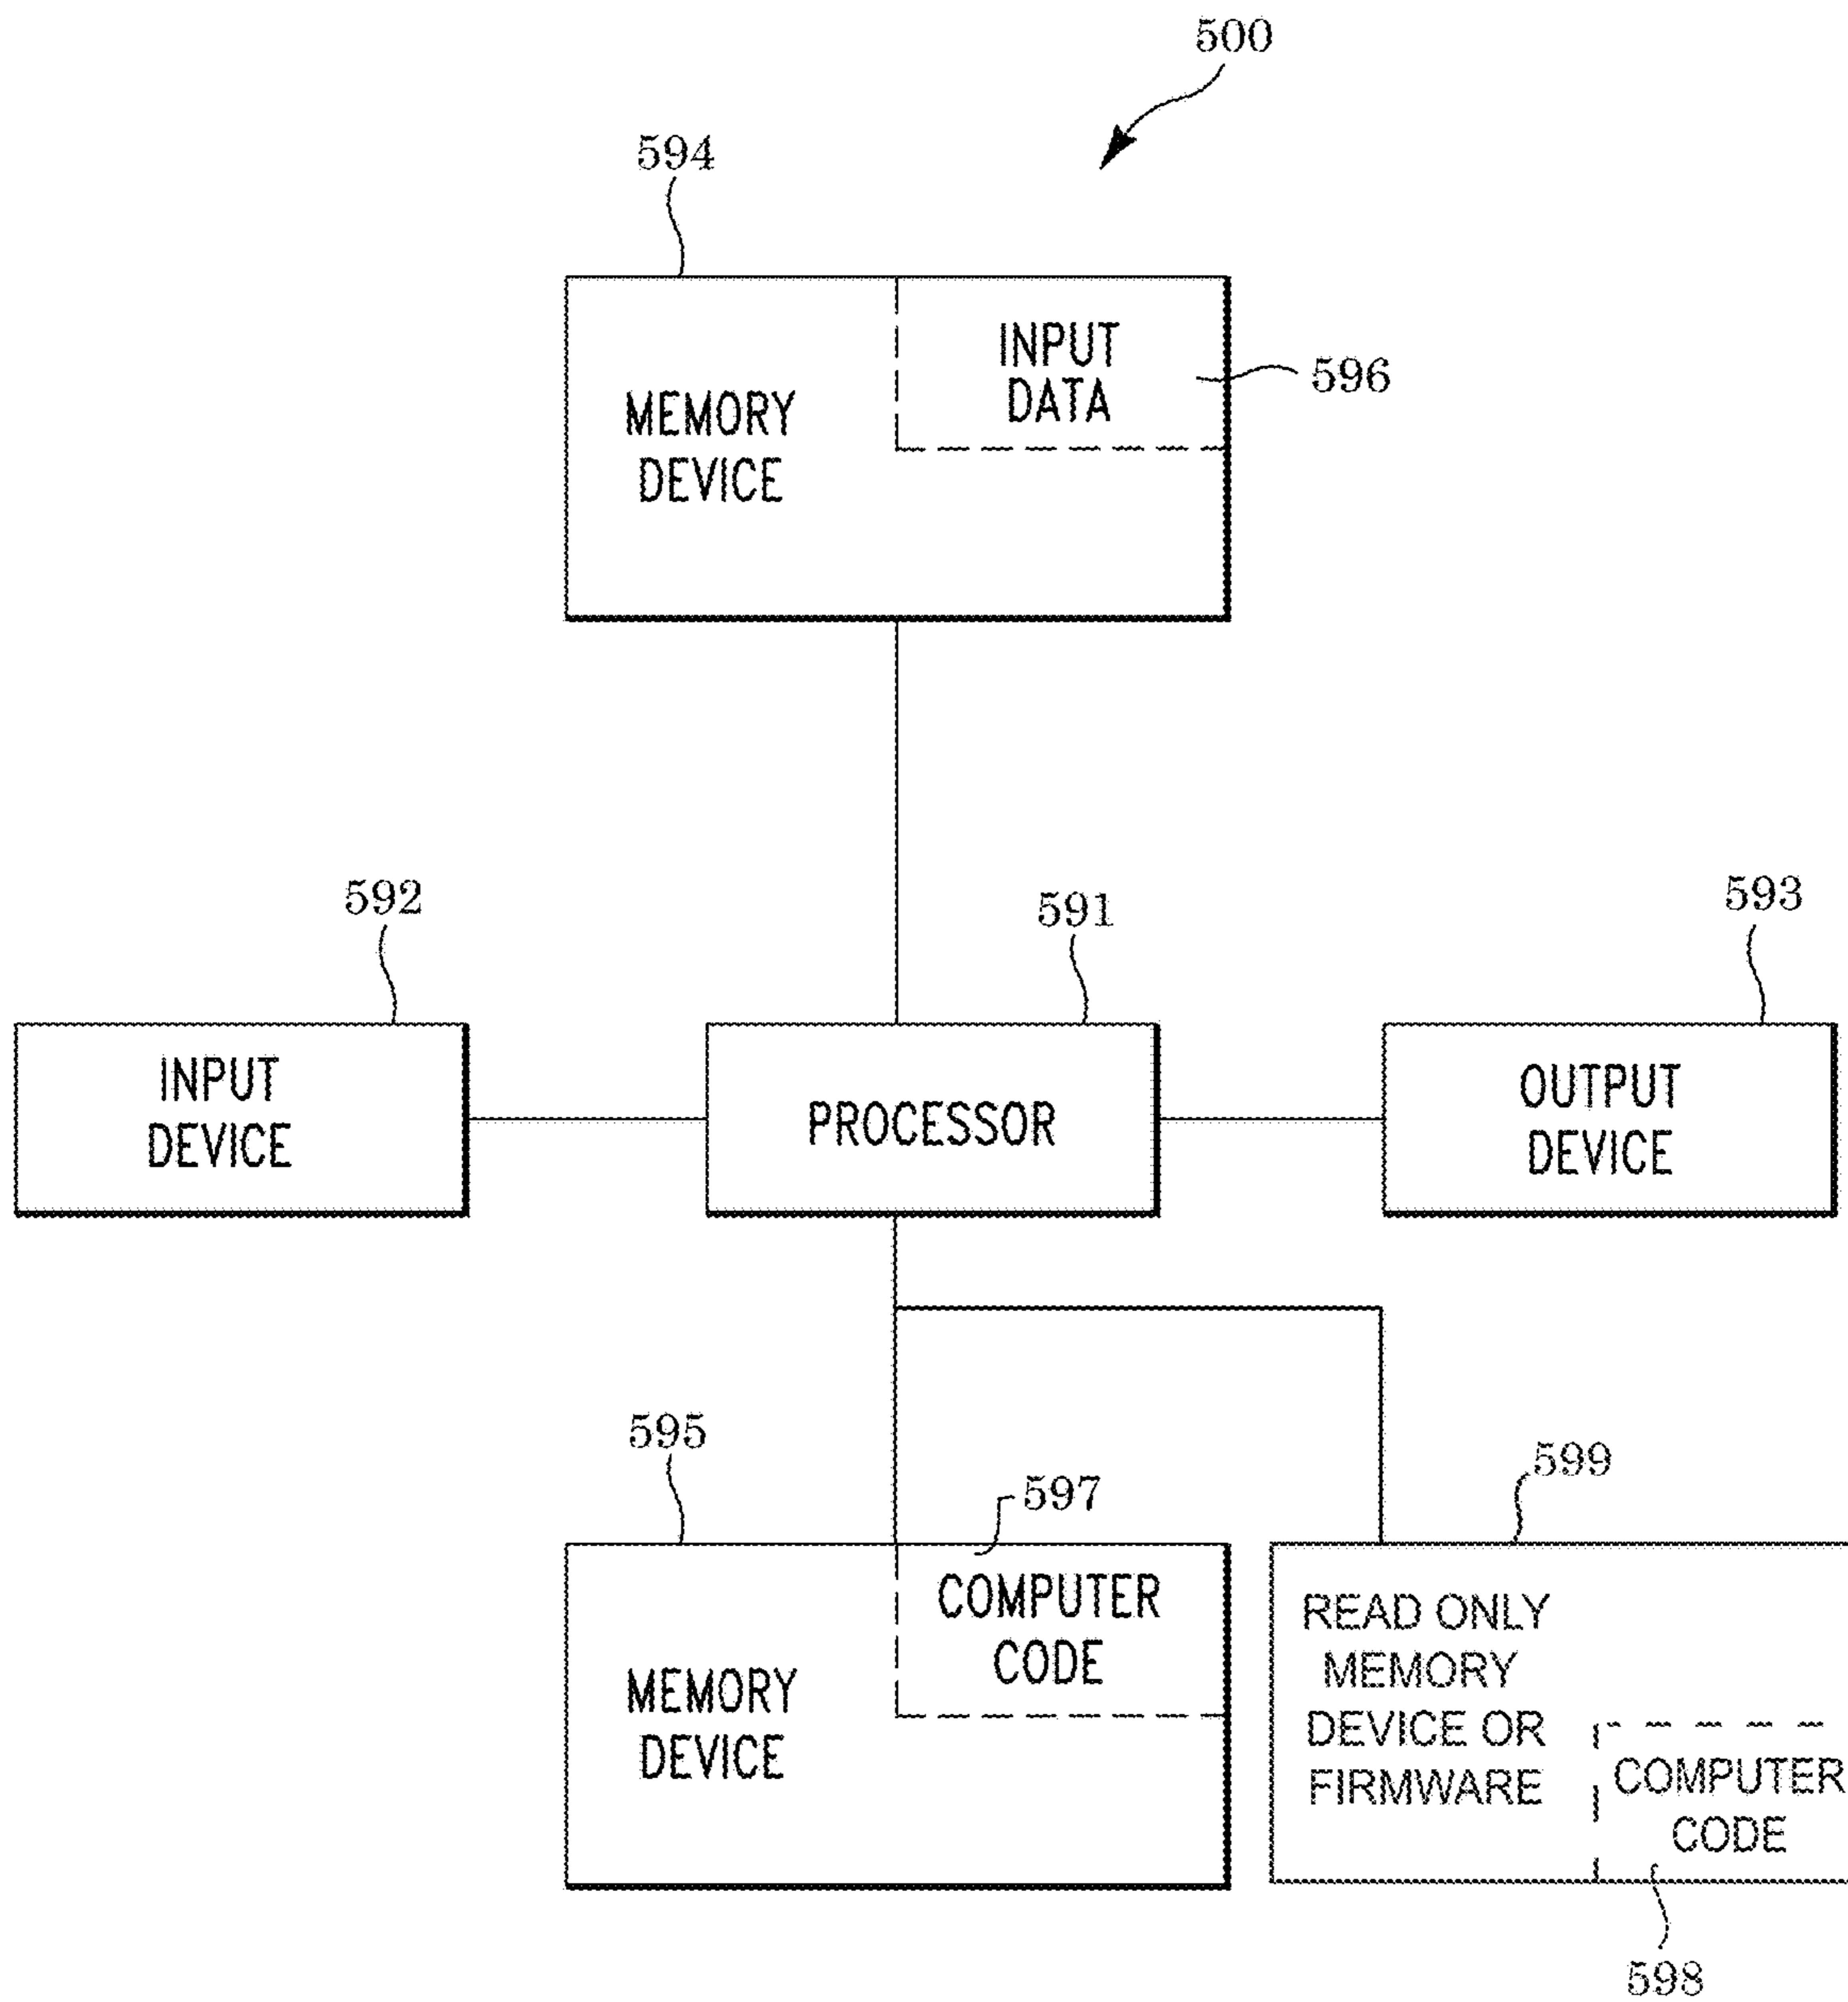 500
594
INPUT
DATA
596
MEMORY
DEVICE
592
591
593
INPUT
DEVICE
PROCESSOR
OUTPUT
DEVICE
595
597
599
COMPUTER
CODE
MEMORY
DEVICE
READ ONLY
MEMORY
DEVICE OR
FIRMWARE
COMPUTER
CODE
598